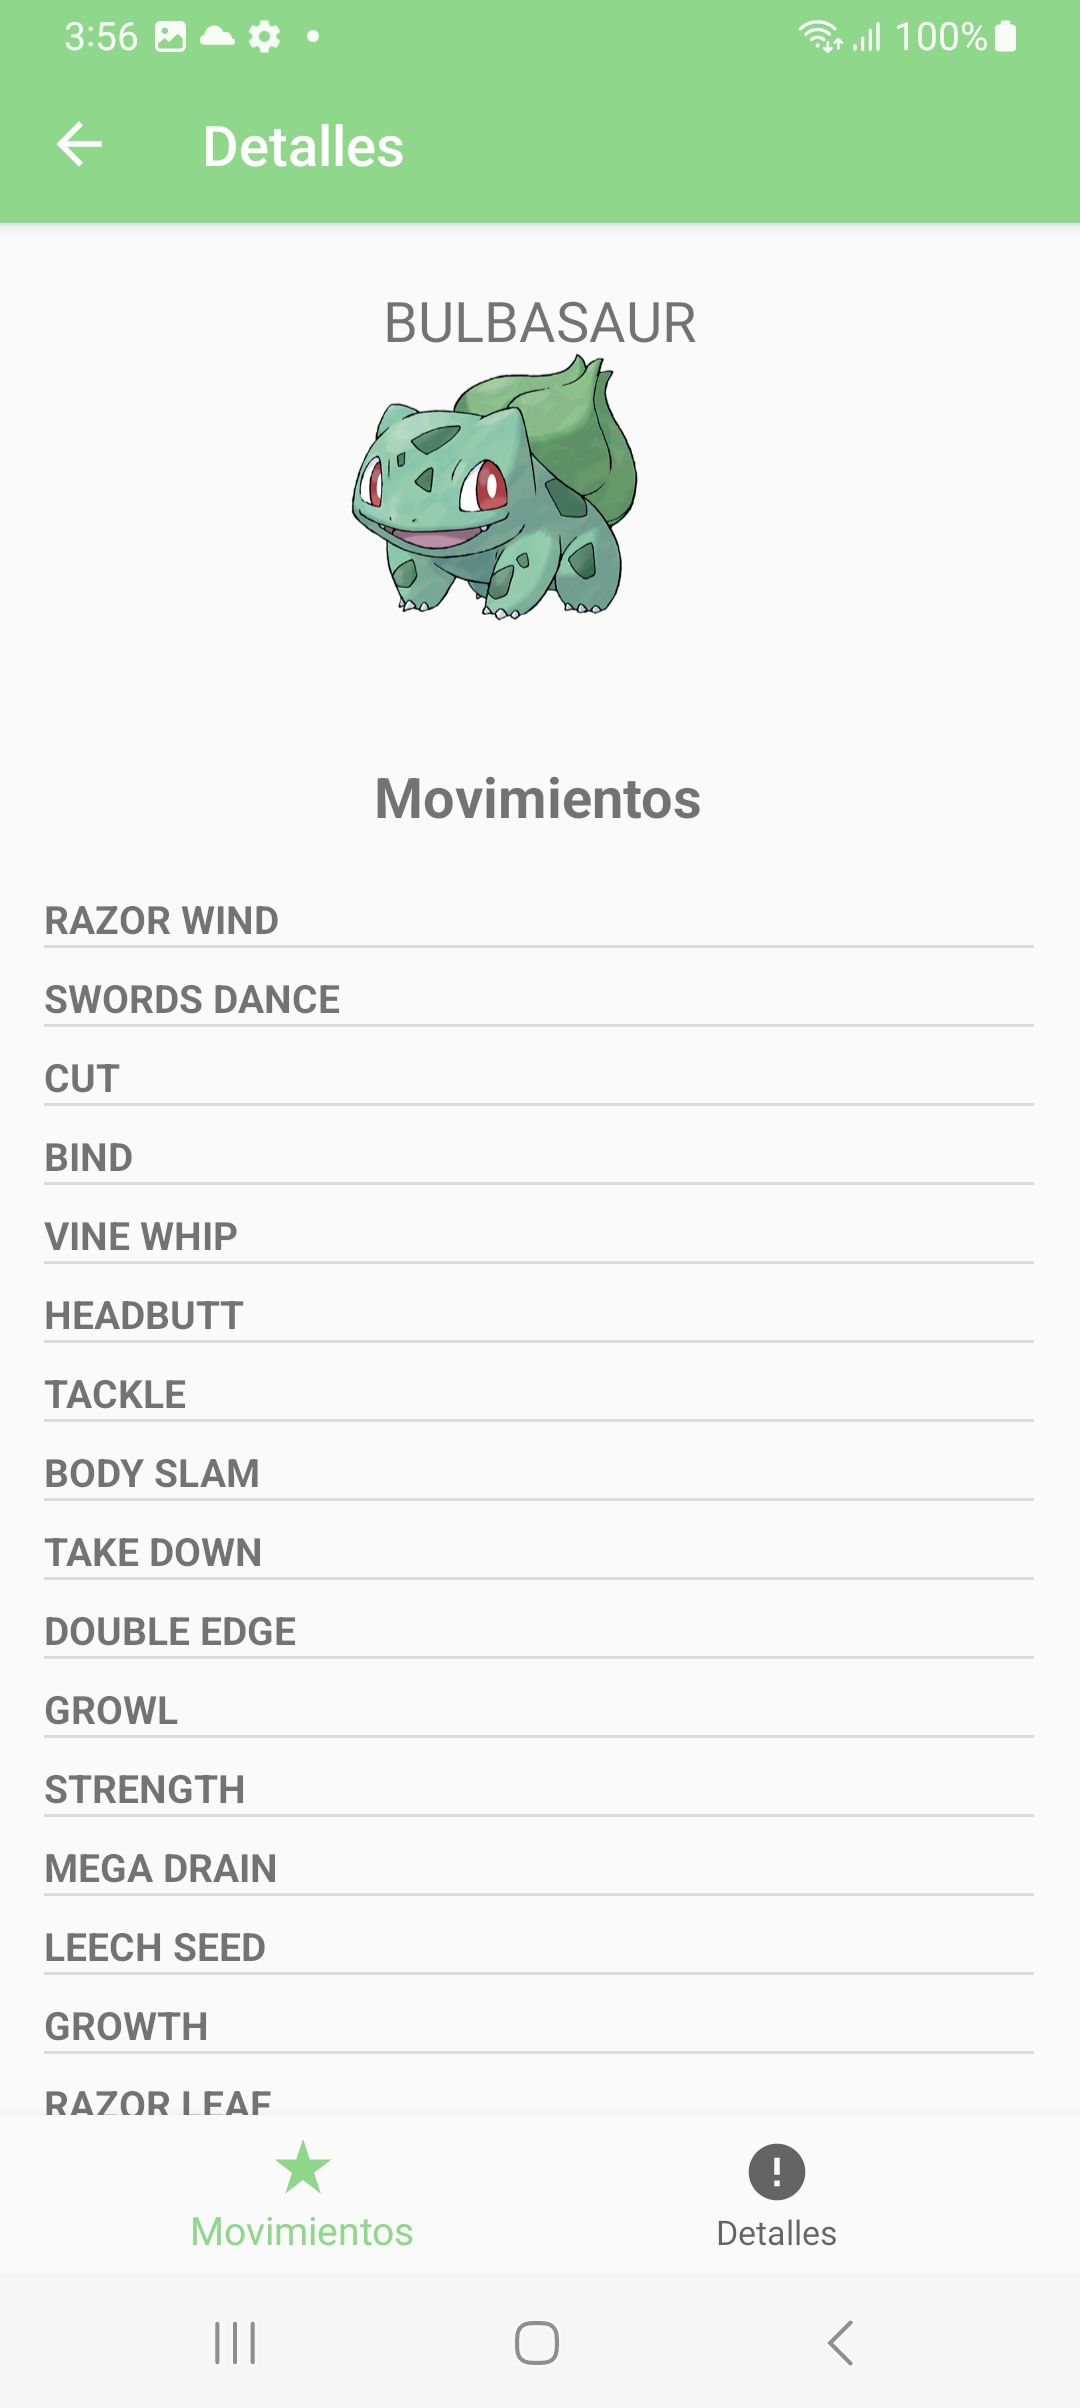 3:56 100%
Detalles
BULBASAUR
Movimientos
RAZOR WIND
SWORDS DANCE
CUT
BIND
VINE WHIP
HEADBUTT
TACKLE
BODY SLAM
TAKE DOWN
DOUBLE EDGE
GROWL
STRENGTH
MEGA DRAIN
LEECH SEED
GROWTH
RAZOR LEAF
Movimientos
Detalles